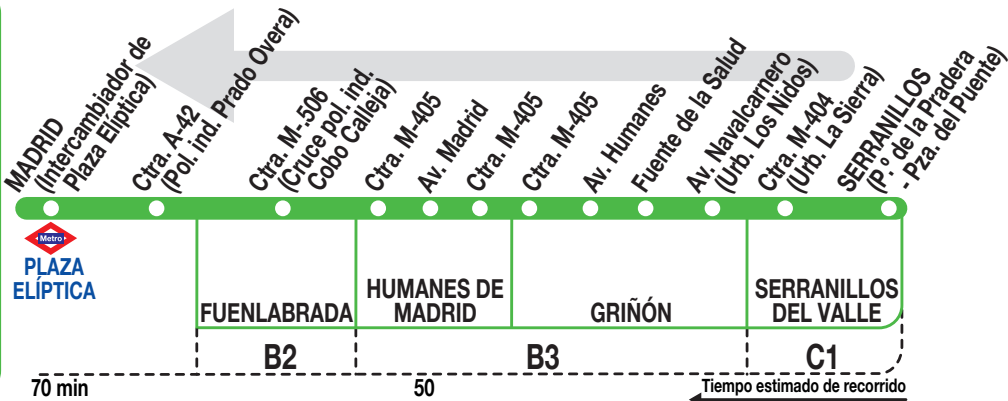 MADRID
(Intercambiador de
Plaza Elíptica)
Ctra. A-42
(Pol. ind. Prado Overa)
Ctra. M-506
(Cruce pol. ind.
Cobo Calleja)
Ctra. M-405
Av. Madrid
Ctra. M-405
Ctra. M-405
Av. Humanes
Fuente de la Salud
Av. Navalcarnero
(Urb. Los Nidos)
Ctra. M-404
(Urb. La Sierra)
SERRANILLOS
(P.º de la Pradera
- Pza. del Puente)
Metro
PLAZA
ELÍPTICA
FUENLABRADA
HUMANES DE
MADRID
GRIÑÓN
SERRANILLOS
DEL VALLE
B2
B3
C1
70 min
50
Tiempo estimado de recorrido